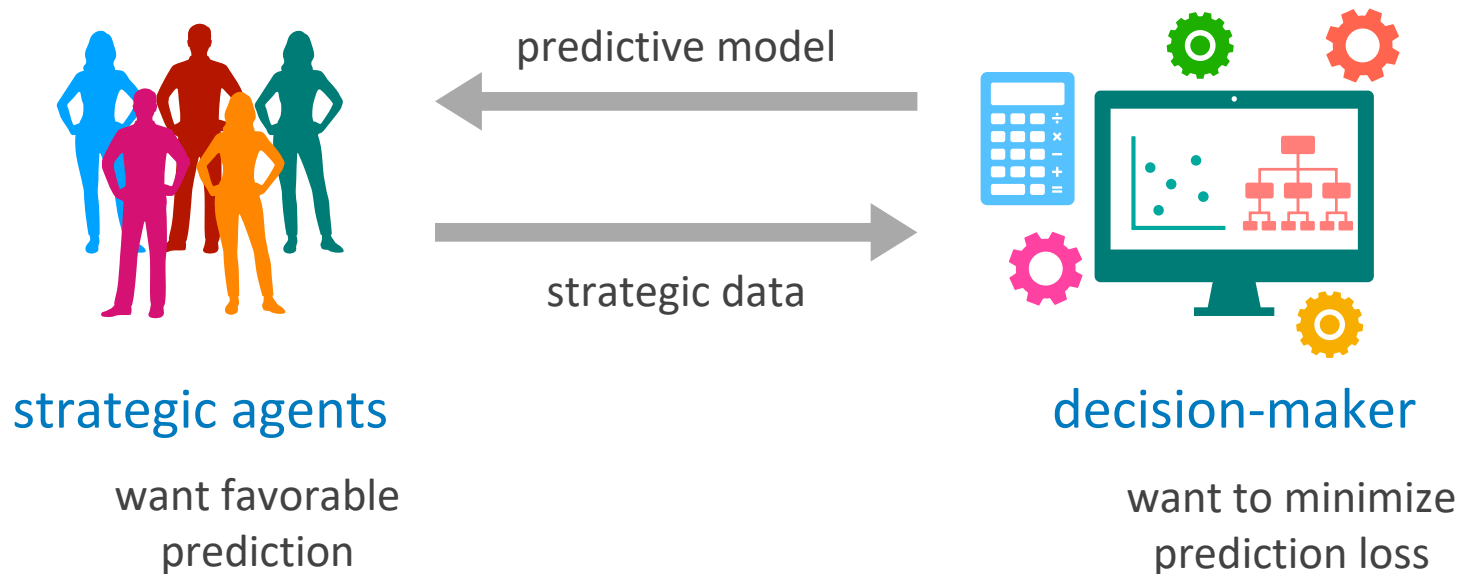 predictive model
strategic data
strategic agents
want favorable
prediction
decision-maker
want to minimize
prediction loss
÷
×
−
+
=